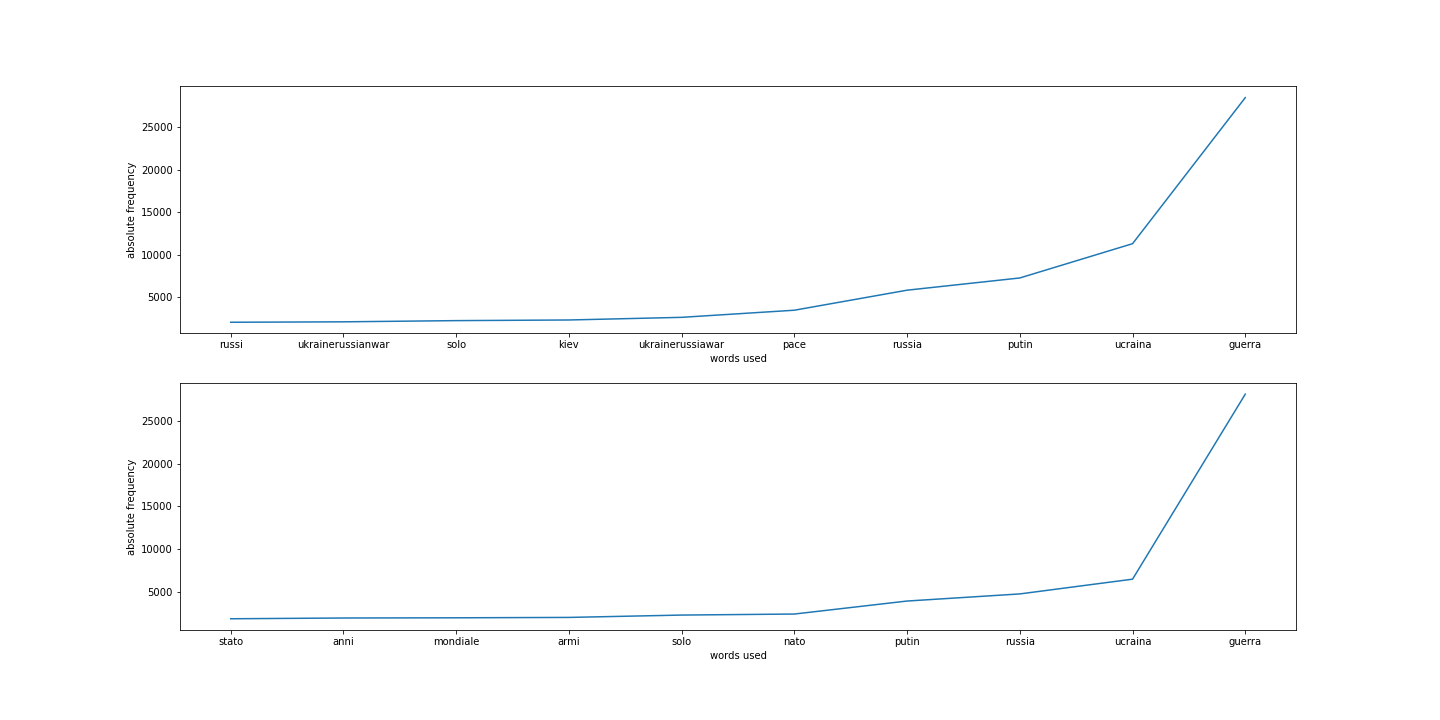 25000
20000
15000
10000
5000
absolute frequency
russi ukrainerussianwar solo kiev ukrainerussiawar pace russia putin ucraina guerra
words used
25000
20000
15000
10000
5000
absolute frequency
stato anni mondiale armi solo nato putin russia ucraina guerra
words used